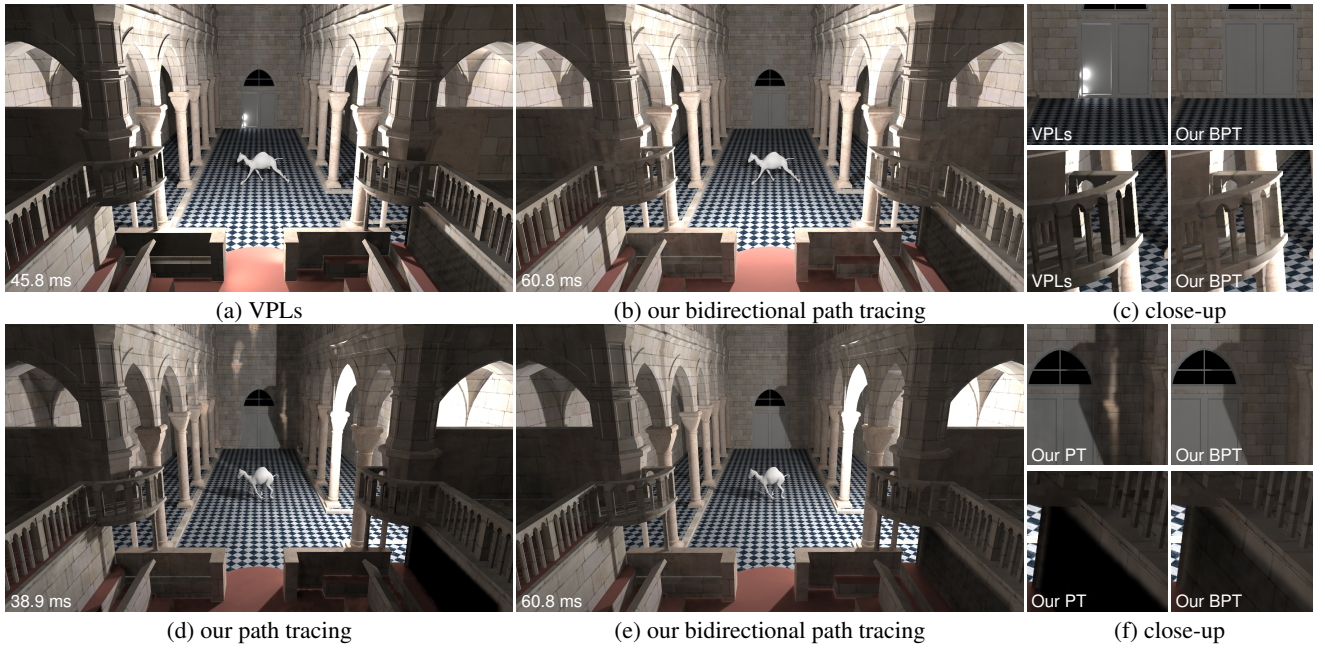 45.8 ms
60.8 ms
VPLs
Our BPT
VPLs
Our BPT
(a) VPLs
(b) our bidirectional path tracing
(c) close-up
38.9 ms
60.8 ms
Our PT
Our BPT
Our PT
Our BPT
(d) our path tracing
(e) our bidirectional path tracing
(f) close-up